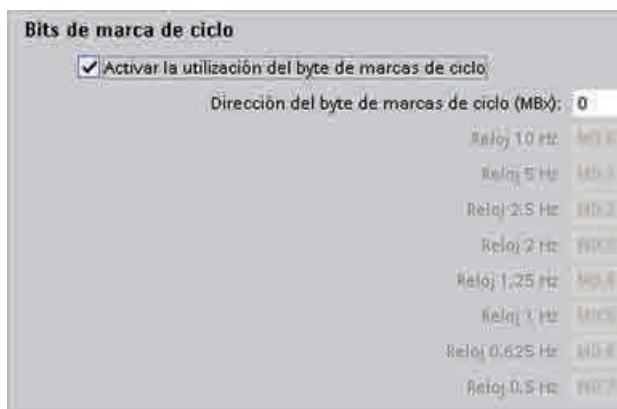 Bits de marca de ciclo
Activar la utilización del byte de marcas de ciclo
Dirección del byte de marcas de ciclo (MBx): 0
Reloj 10 Hz
Reloj 5 Hz
Reloj 2.5 Hz
Reloj 2 Hz
Reloj 1.25 Hz
Reloj 1 Hz
Reloj 0.625 Hz
Reloj 0.5 Hz